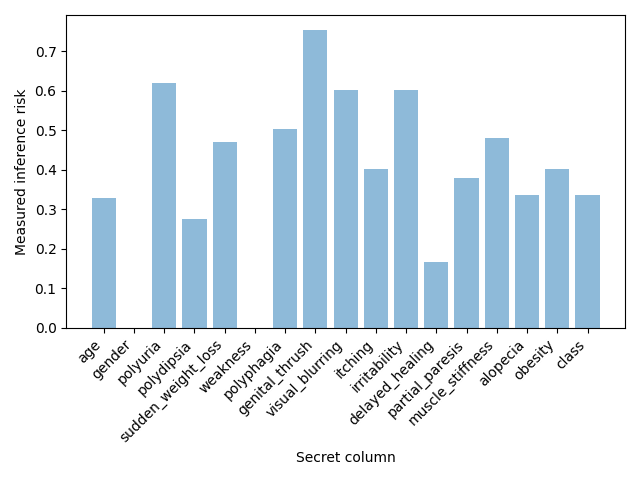 Measured inference risk
0.7
0.6
0.5
0.4
0.3
0.2
0.1
0.0
age
gender
polyuria
polydipsia
sudden_weight_loss
weakness
polyphagia
genital_thrush
visual_blurring
itching
irritability
delayed_healing
partial_paresis
muscle_stiffness
alopecia
obesity
class
Secret column